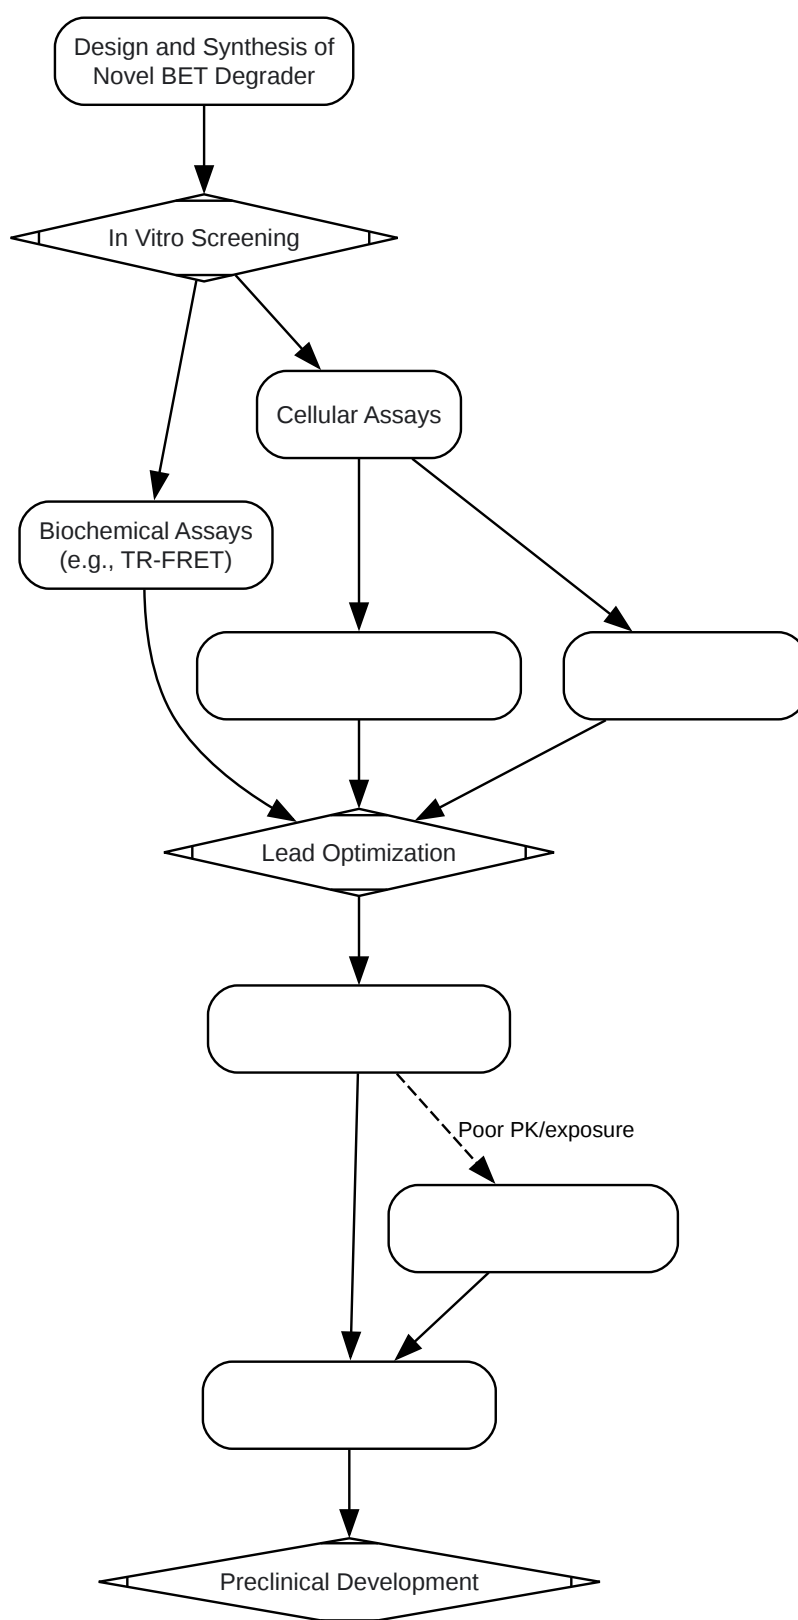 Design and Synthesis of
Novel BET Degrader
In Vitro Screening
Cellular Assays
Biochemical Assays
(e.g., TR-FRET)
Lead Optimization
Poor PK/exposure
Preclinical Development